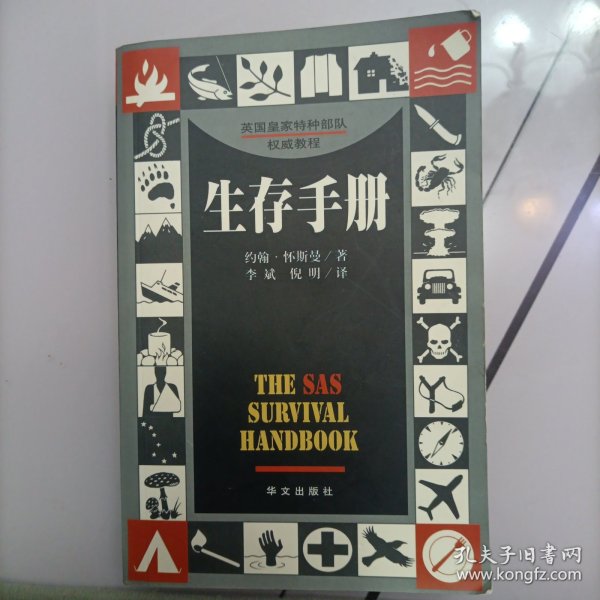 英国皇家特种部队
权威教程
生存手册
约翰·怀斯曼/著
李斌 倪明/译
THE SAS
SURVIVAL
HANDBOOK
华文出版社
孔夫子旧书网
www.kongfz.com